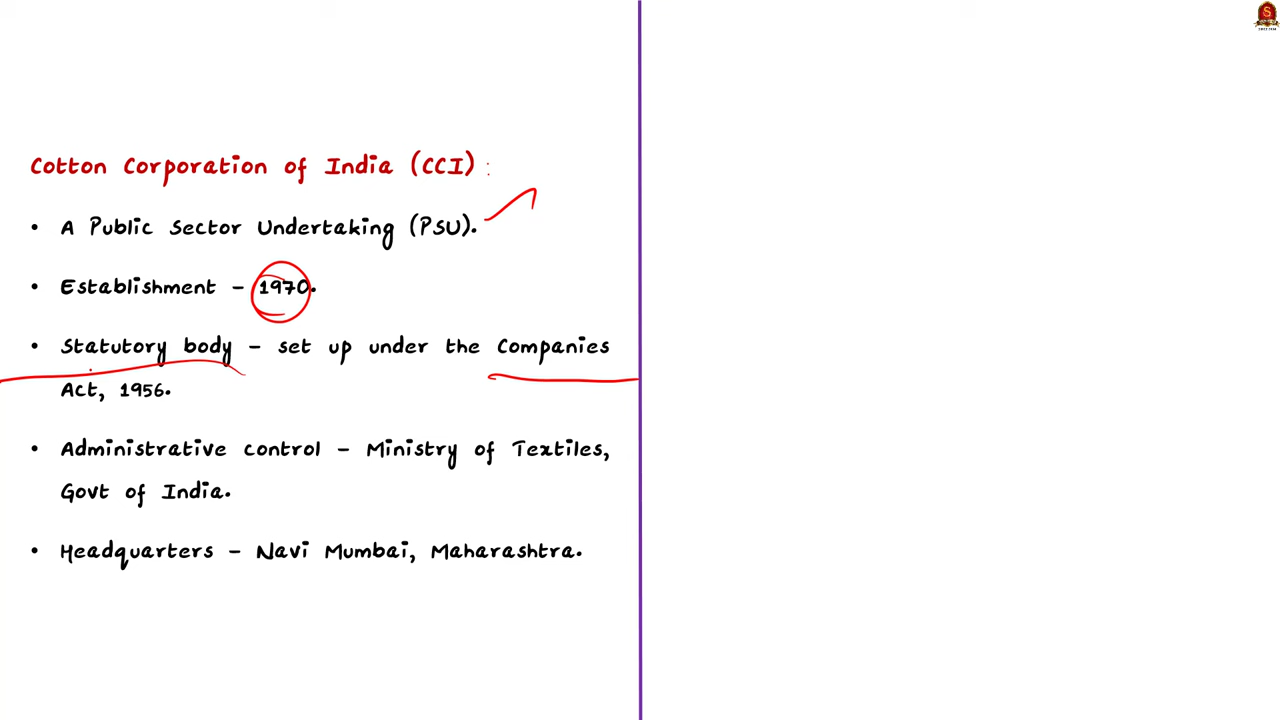 Cotton Corporation of India (CCI) :
• A Public Sector Undertaking (PSU).
• Establishment – 1970.
• Statutory body – set up under the Companies
Act, 1956.
• Administrative control – Ministry of Textiles,
Govt of India.
• Headquarters – Navi Mumbai, Maharashtra.
S